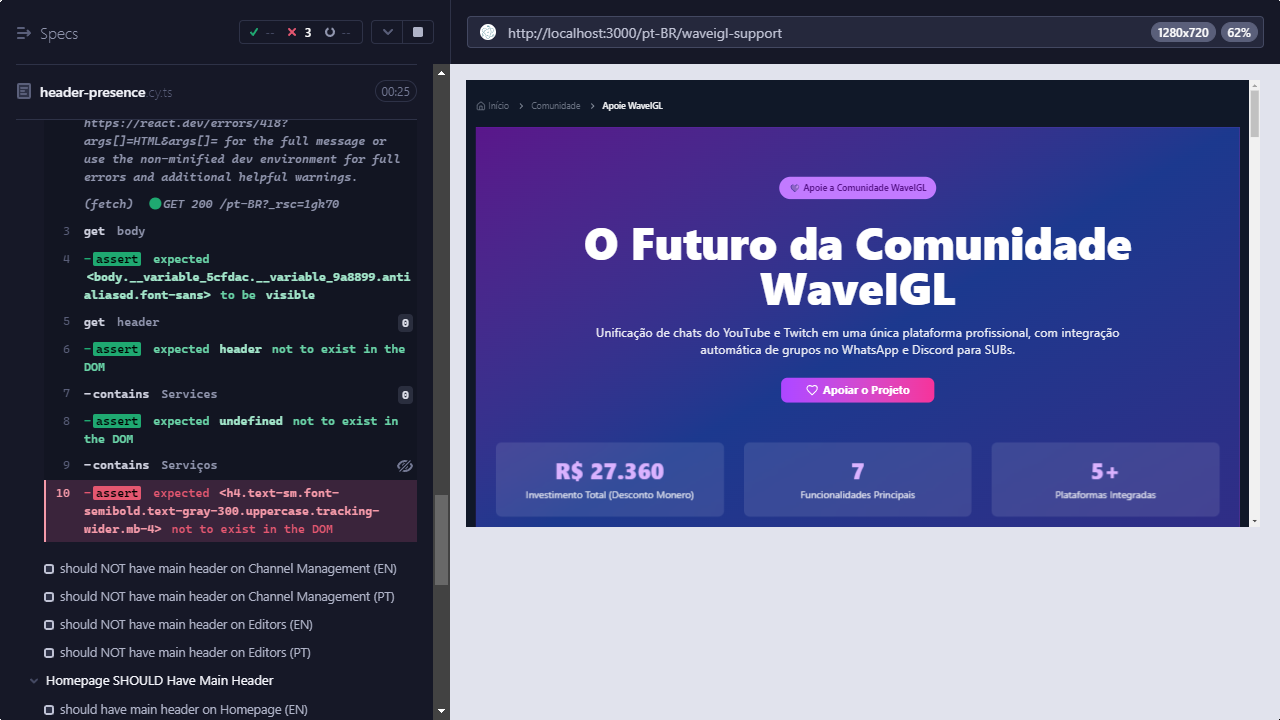 Specs
--
3
--
http://localhost:3000/pt-BR/waveigl-support
1280x720
62%
header-presence.cy.ts
00:25
https://react.dev/errors/418?
args[]=HTML&args[]= for the full message or
use the non-minified dev environment for full
errors and additional helpful warnings.
(fetch) GET 200 /pt-BR?_rsc=1gk70
3 get body
4 -assert expected
<body.__variable_5cfdac.__variable_9a8899.anti
aliased.font-sans> to be visible
5 get header 0
6 -assert expected header not to exist in the
DOM
7 -contains Services 0
8 -assert expected undefined not to exist in
the DOM
9 -contains Serviços
10 -assert expected <h4.text-sm.font-
semibold.text-gray-300.uppercase.tracking-
wider.mb-4> not to exist in the DOM
should NOT have main header on Channel Management (EN)
should NOT have main header on Channel Management (PT)
should NOT have main header on Editors (EN)
should NOT have main header on Editors (PT)
Homepage SHOULD Have Main Header
should have main header on Homepage (EN)
Início > Comunidade > Apoie WaveIGL
Apoie a Comunidade WaveIGL
O Futuro da Comunidade
WaveIGL
Unificação de chats do YouTube e Twitch em uma única plataforma profissional, com integração
automática de grupos no WhatsApp e Discord para SUBs.
Apoiar o Projeto
R$ 27.360
Investimento Total (Desconto Monero)
7
Funcionalidades Principais
5+
Plataformas Integradas